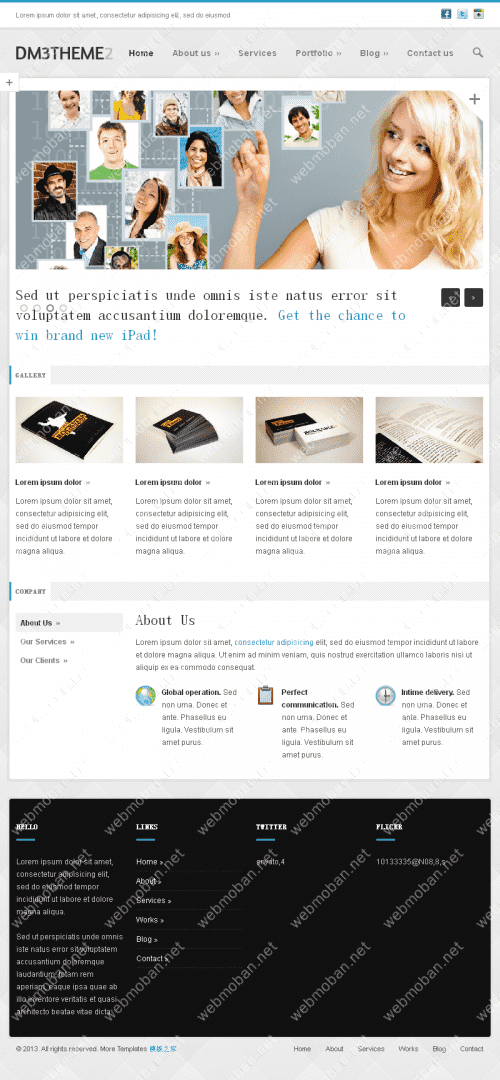 Lorem ipsum dolor sit amet, consectetur adipisicing elit, sed do eiusmod
DM3THEME2
Home
About us »
Services
Portfolio »
Blog »
Contact us
Sed ut perspiciatis unde omnis iste natus error sit
voluptatem accusantium doloremque. Get the chance to
win brand new iPad!
GALLERY
Lorem ipsum dolor »
Lorem ipsum dolor sit amet,
consectetur adipisicing elit,
sed do eiusmod tempor
incididunt ut labore et dolore
magna aliqua.
Lorem ipsum dolor »
Lorem ipsum dolor sit amet,
consectetur adipisicing elit,
sed do eiusmod tempor
incididunt ut labore et dolore
magna aliqua.
Lorem ipsum dolor »
Lorem ipsum dolor sit amet,
consectetur adipisicing elit,
sed do eiusmod tempor
incididunt ut labore et dolore
magna aliqua.
Lorem ipsum dolor »
Lorem ipsum dolor sit amet,
consectetur adipisicing elit,
sed do eiusmod tempor
incididunt ut labore et dolore
magna aliqua.
COMPANY
About Us »
Our Services »
Our Clients »
About Us
Lorem ipsum dolor sit amet, consectetur adipisicing elit, sed do eiusmod tempor incididunt ut labore
et dolore magna aliqua. Ut enim ad minim veniam, quis nostrud exercitation ullamco laboris nisi ut
aliquip ex ea commodo consequat.
Global operation. Sed
non urna. Donec et
ante. Phasellus eu
ligula. Vestibulum sit
amet purus.
Perfect
communication. Sed
non urna. Donec et
ante. Phasellus eu
ligula. Vestibulum sit
amet purus.
Intime delivery. Sed
non urna. Donec et
ante. Phasellus eu
ligula. Vestibulum sit
amet purus.
HELLO
Lorem ipsum dolor sit amet,
consectetur adipisicing elit,
sed do eiusmod tempor
incididunt ut labore et dolore
magna aliqua.
Sed ut perspiciatis unde omnis
iste natus error sit voluptatem
accusantium doloremque
laudantium, totam rem
aperiam, eaque ipsa quae ab
illo inventore veritatis et quasi
architecto beatae vitae dicta.
LINKS
Home »
About »
Services »
Works »
Blog »
Contact »
TWITTER
envato,4
FLICKR
10133335@N08,8,s
© 2013. All rights reserved. More Templates 模板之家
Home
About
Services
Works
Blog
Contact
webmoban.net